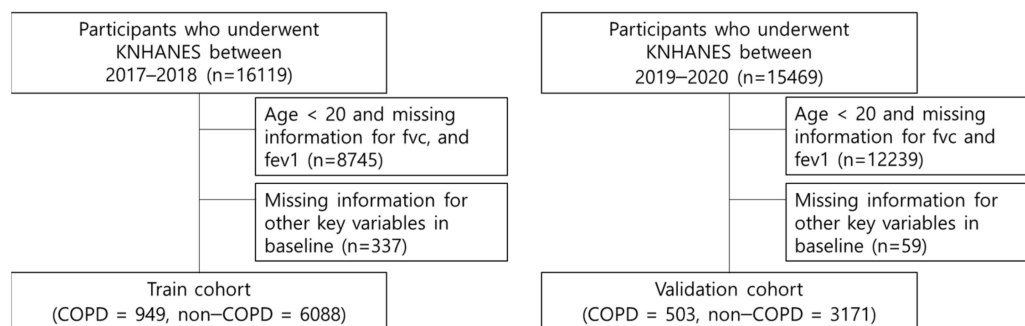 Participants who underwent
KNHANES between
2017–2018 (n=16119)
Age < 20 and missing
information for fvc, and
fev1 (n=8745)
Missing information for
other key variables in
baseline (n=337)
Train cohort
(COPD = 949, non−COPD = 6088)
Participants who underwent
KNHANES between
2019–2020 (n=15469)
Age < 20 and missing
information for fvc and
fev1 (n=12239)
Missing information for
other key variables in
baseline (n=59)
Validation cohort
(COPD = 503, non−COPD = 3171)